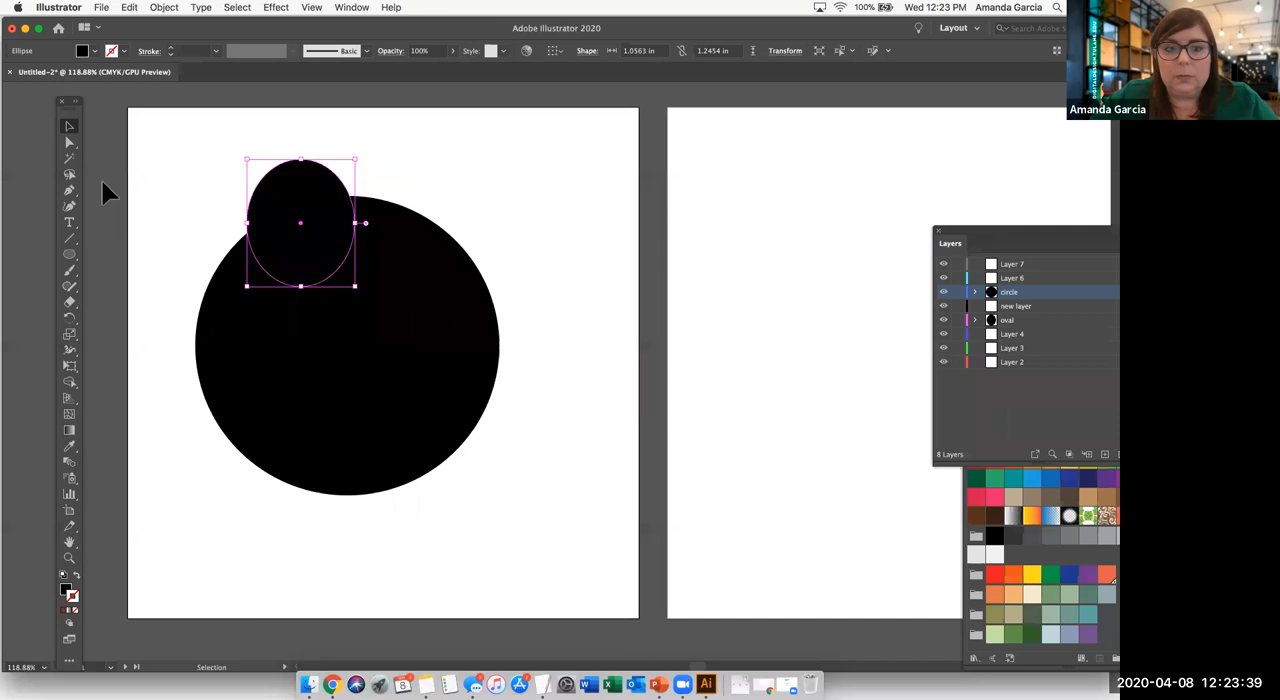 Illustrator File Edit Object Type Select Effect View Window Help 100% Wed 12:23 PM Amanda Garcia
Adobe Illustrator 2020 Layout Search Adobe
Ellipse Stroke: Basic Opacity: 100% Style: Shape: 1.0563 in 1.2454 in Transform
× Untitled-2* @ 118.88% (CMYK/GPU Preview)
Amanda Garcia
Layers
Layer 7
Layer 6
circle
new layer
oval
Layer 4
Layer 3
Layer 2
8 Layers
118.88% Selection
2020-04-08 12:23:39